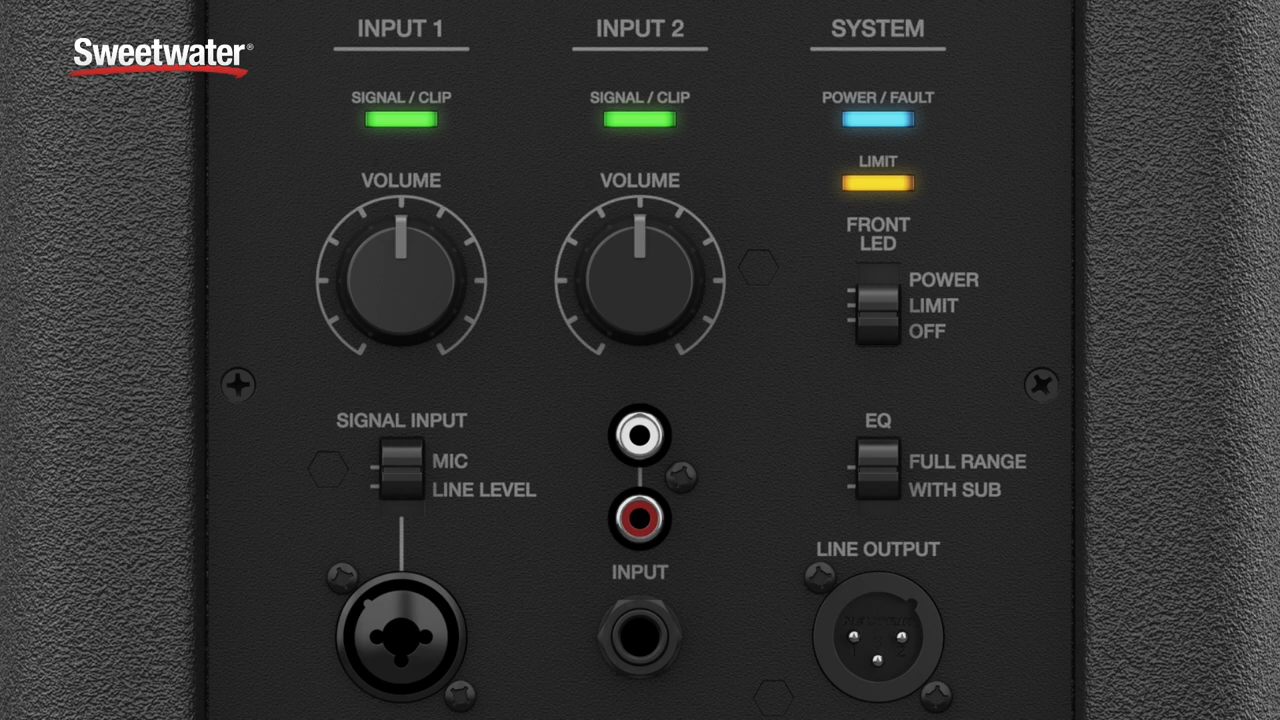 Sweetwater®
INPUT 1
INPUT 2
SYSTEM
SIGNAL / CLIP
SIGNAL / CLIP
POWER / FAULT
LIMIT
VOLUME
VOLUME
FRONT
LED
POWER
LIMIT
OFF
SIGNAL INPUT
MIC
LINE LEVEL
INPUT
EQ
FULL RANGE
WITH SUB
LINE OUTPUT